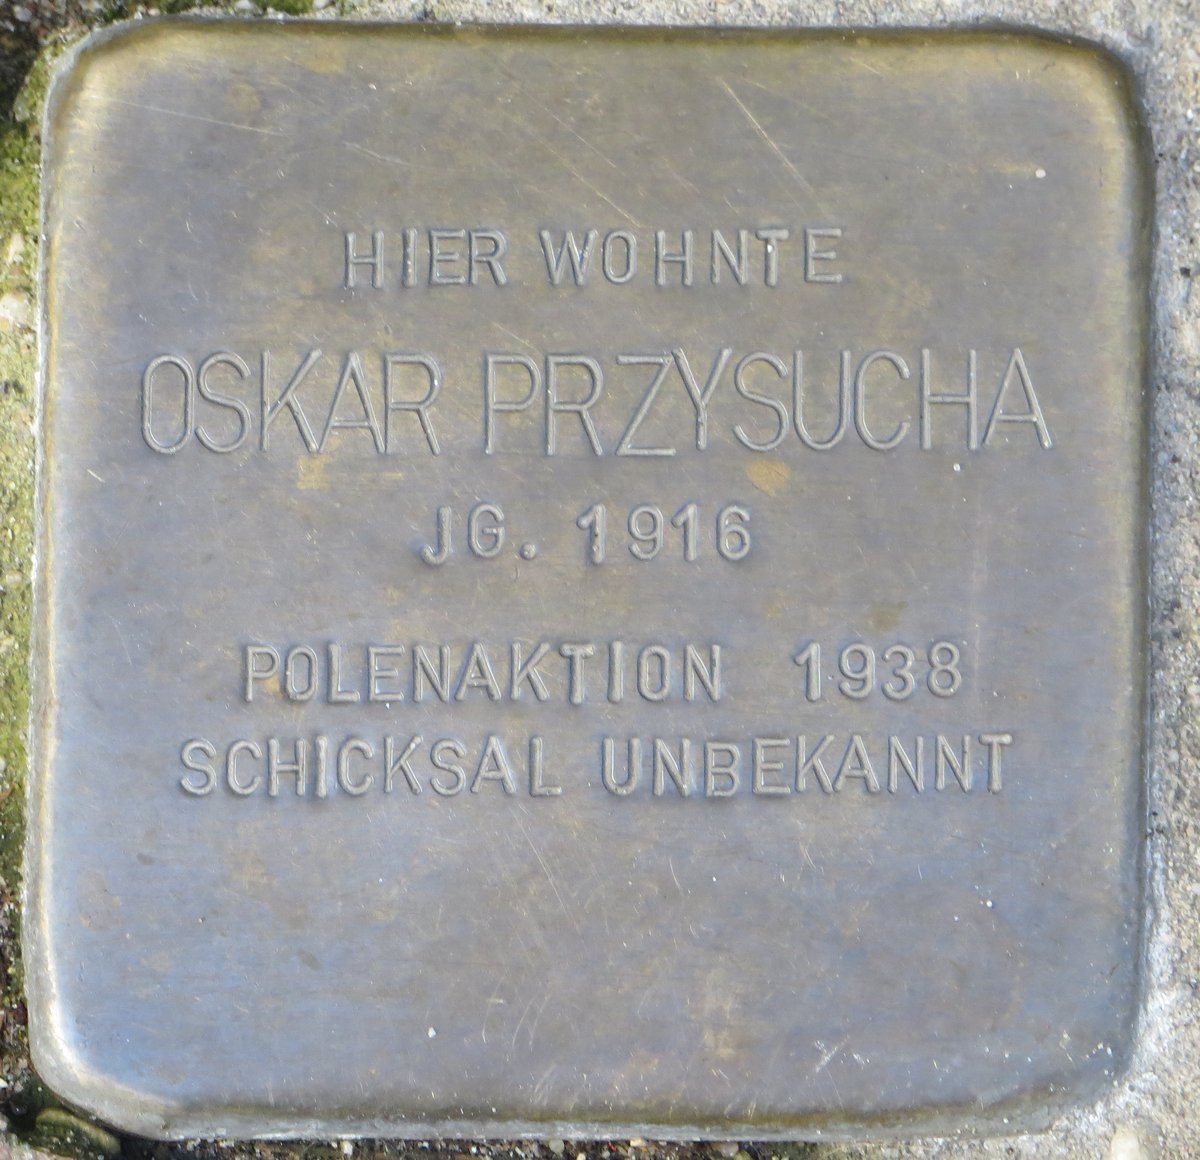 HIER WOHNTE
OSKAR PRZYSUCHA
JG. 1916
POLENAKTION 1938
SCHICKSAL UNBEKANNT